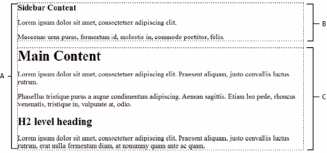 Sidebar Content
Lorem ipsum dolor sit amet, consectetuer adipiscing elit.
Maecenas urna purus, fermentum id, molestie in, commodo porttitor, felis.
B
Main Content
A
Lorem ipsum dolor sit amet, consectetuer adipiscing elit. Praesent aliquam, justo convallis luctus
rutrum.
C
Phasellus tristique purus a augue condimentum adipiscing. Aenean sagittis. Etiam leo pede, rhoncus
venenatis, tristique in, vulputate at, odio.
H2 level heading
Lorem ipsum dolor sit amet, consectetuer adipiscing elit. Praesent aliquam, justo convallis luctus
rutrum, erat nulla fermentum diam, at nonummy quam ante ac quam.